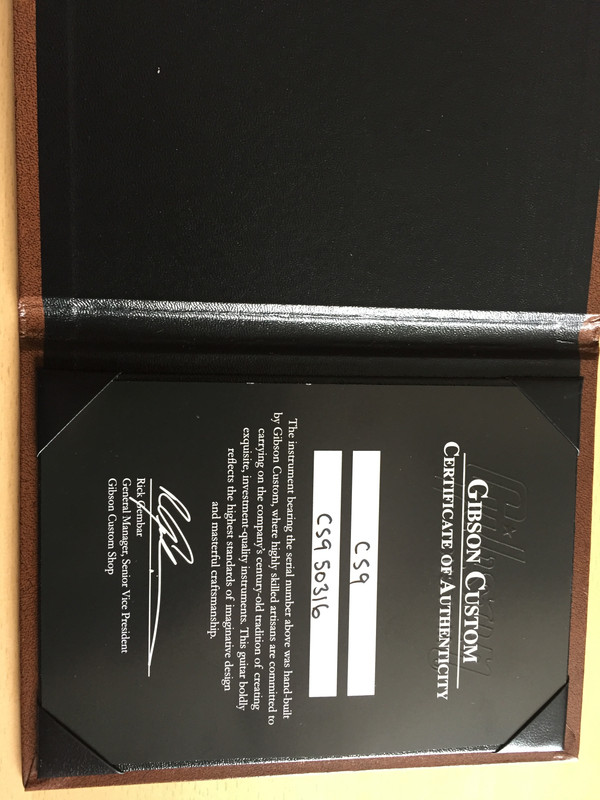 GIBSON CUSTOM
CERTIFICATE OF AUTHENTICITY
CS9
CS9 50316
The instrument bearing the serial number above was hand-built
by Gibson Custom, where highly skilled artisans are committed to
carrying on the company's century-old tradition of creating
exquisite, investment-quality instruments. This guitar boldly
reflects the highest standards of imaginative design
and masterful craftsmanship.
Rick Gembar
General Manager, Senior Vice President
Gibson Custom Shop